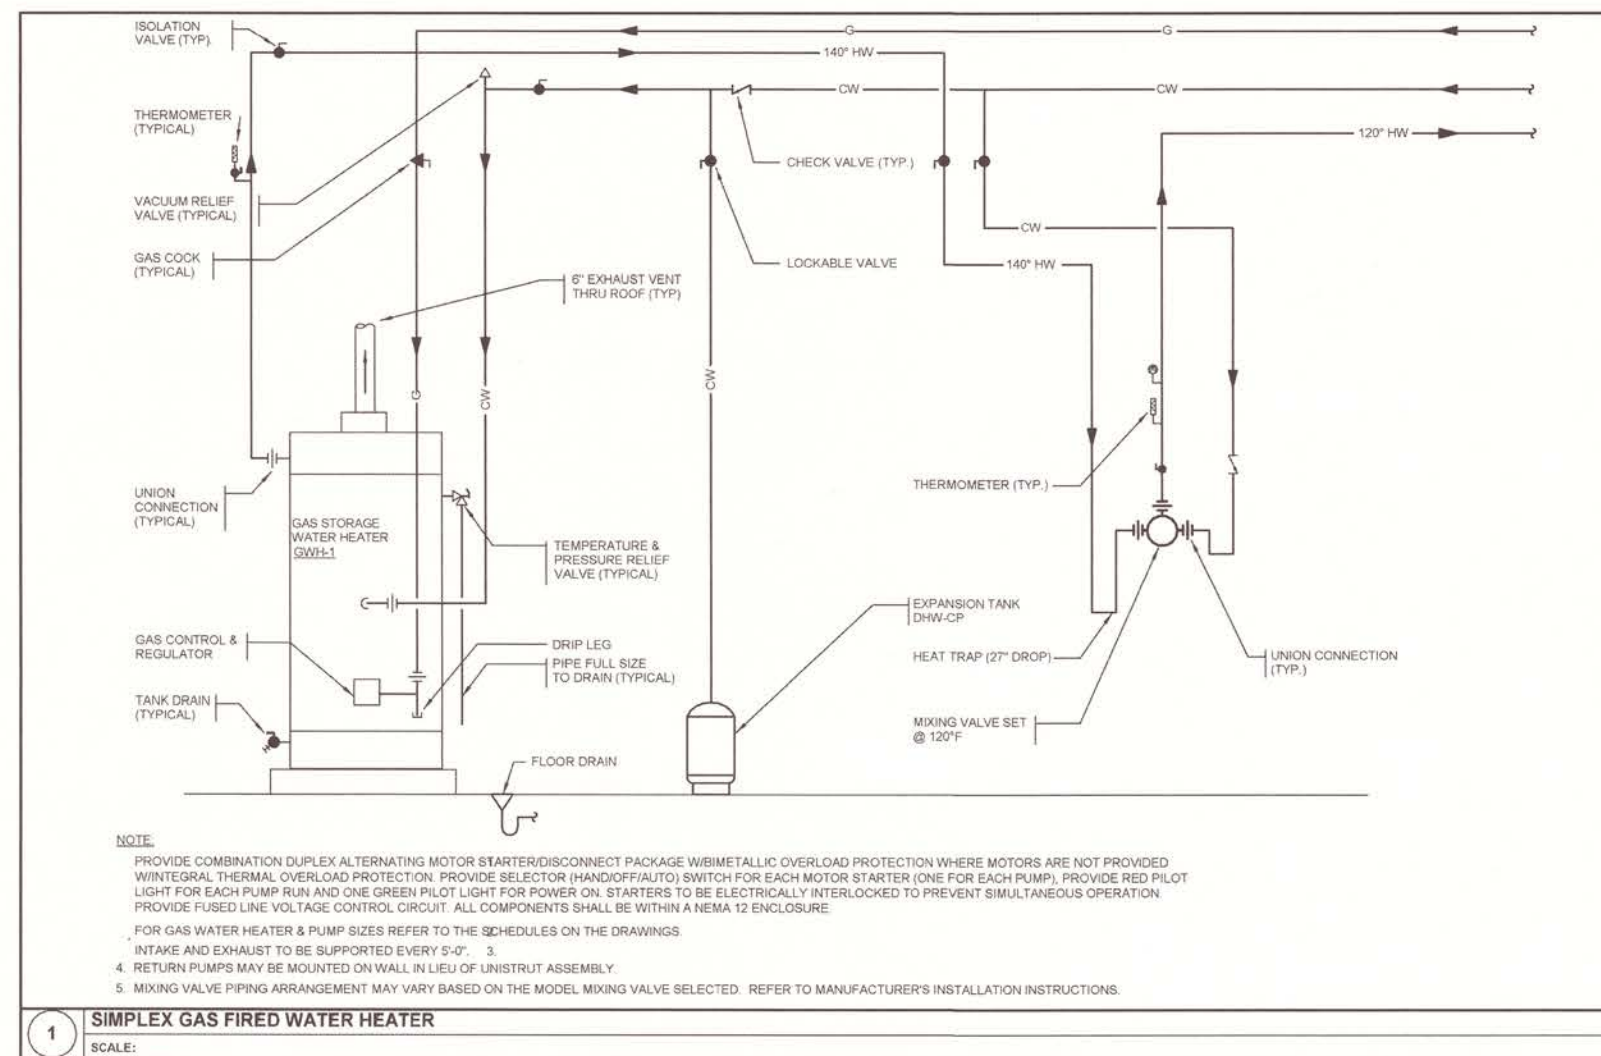 ISOLATION
VALVE (TYP).
G
G
140° HW
THERMOMETER
(TYPICAL)
CW
CW
120° HW
CHECK VALVE (TYP.)
VACUUM RELIEF
VALVE (TYPICAL)
CW
GAS COCK
(TYPICAL)
LOCKABLE VALVE
140° HW
6" EXHAUST VENT
THRU ROOF (TYP)
G
CW
CW
UNION
CONNECTION
(TYPICAL)
THERMOMETER (TYP.)
GAS STORAGE
WATER HEATER
GWH-1
TEMPERATURE &
PRESSURE RELIEF
VALVE (TYPICAL)
EXPANSION TANK
DHW-CP
GAS CONTROL &
REGULATOR
DRIP LEG
HEAT TRAP (27" DROP)
UNION CONNECTION
(TYP.)
PIPE FULL SIZE
TO DRAIN (TYPICAL)
TANK DRAIN
(TYPICAL)
MIXING VALVE SET
@ 120°F
FLOOR DRAIN
NOTE:
PROVIDE COMBINATION DUPLEX ALTERNATING MOTOR STARTER/DISCONNECT PACKAGE W/BIMETALLIC OVERLOAD PROTECTION WHERE MOTORS ARE NOT PROVIDED
W/INTEGRAL THERMAL OVERLOAD PROTECTION. PROVIDE SELECTOR (HAND/OFF/AUTO) SWITCH FOR EACH MOTOR STARTER (ONE FOR EACH PUMP), PROVIDE RED PILOT
LIGHT FOR EACH PUMP RUN AND ONE GREEN PILOT LIGHT FOR POWER ON. STARTERS TO BE ELECTRICALLY INTERLOCKED TO PREVENT SIMULTANEOUS OPERATION
PROVIDE FUSED LINE VOLTAGE CONTROL CIRCUIT. ALL COMPONENTS SHALL BE WITHIN A NEMA 12 ENCLOSURE
FOR GAS WATER HEATER & PUMP SIZES REFER TO THE SCHEDULES ON THE DRAWINGS.
INTAKE AND EXHAUST TO BE SUPPORTED EVERY 5'-0". 3.
4. RETURN PUMPS MAY BE MOUNTED ON WALL IN LIEU OF UNISTRUT ASSEMBLY.
5. MIXING VALVE PIPING ARRANGEMENT MAY VARY BASED ON THE MODEL MIXING VALVE SELECTED. REFER TO MANUFACTURER'S INSTALLATION INSTRUCTIONS.
1
SIMPLEX GAS FIRED WATER HEATER
SCALE: